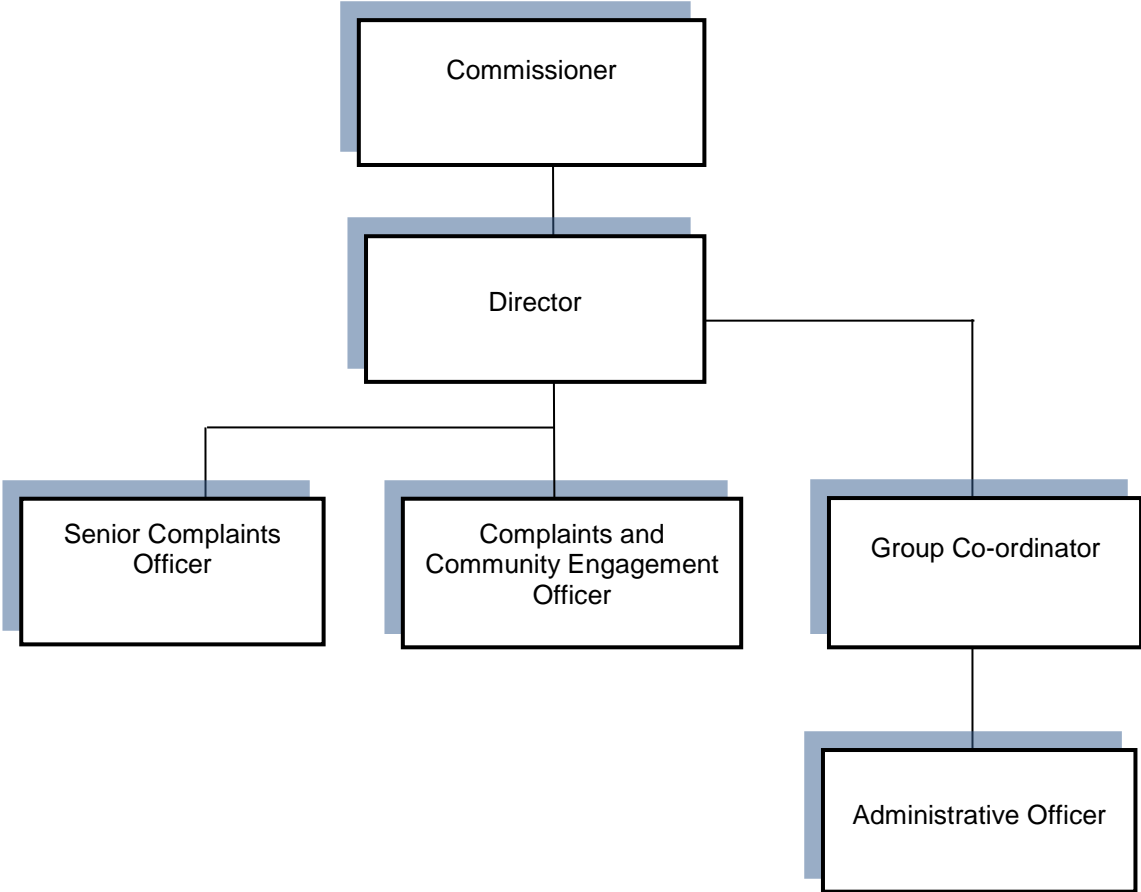 Commissioner
Director
Senior Complaints
Officer
Complaints and
Community Engagement
Officer
Group Co-ordinator
Administrative Officer